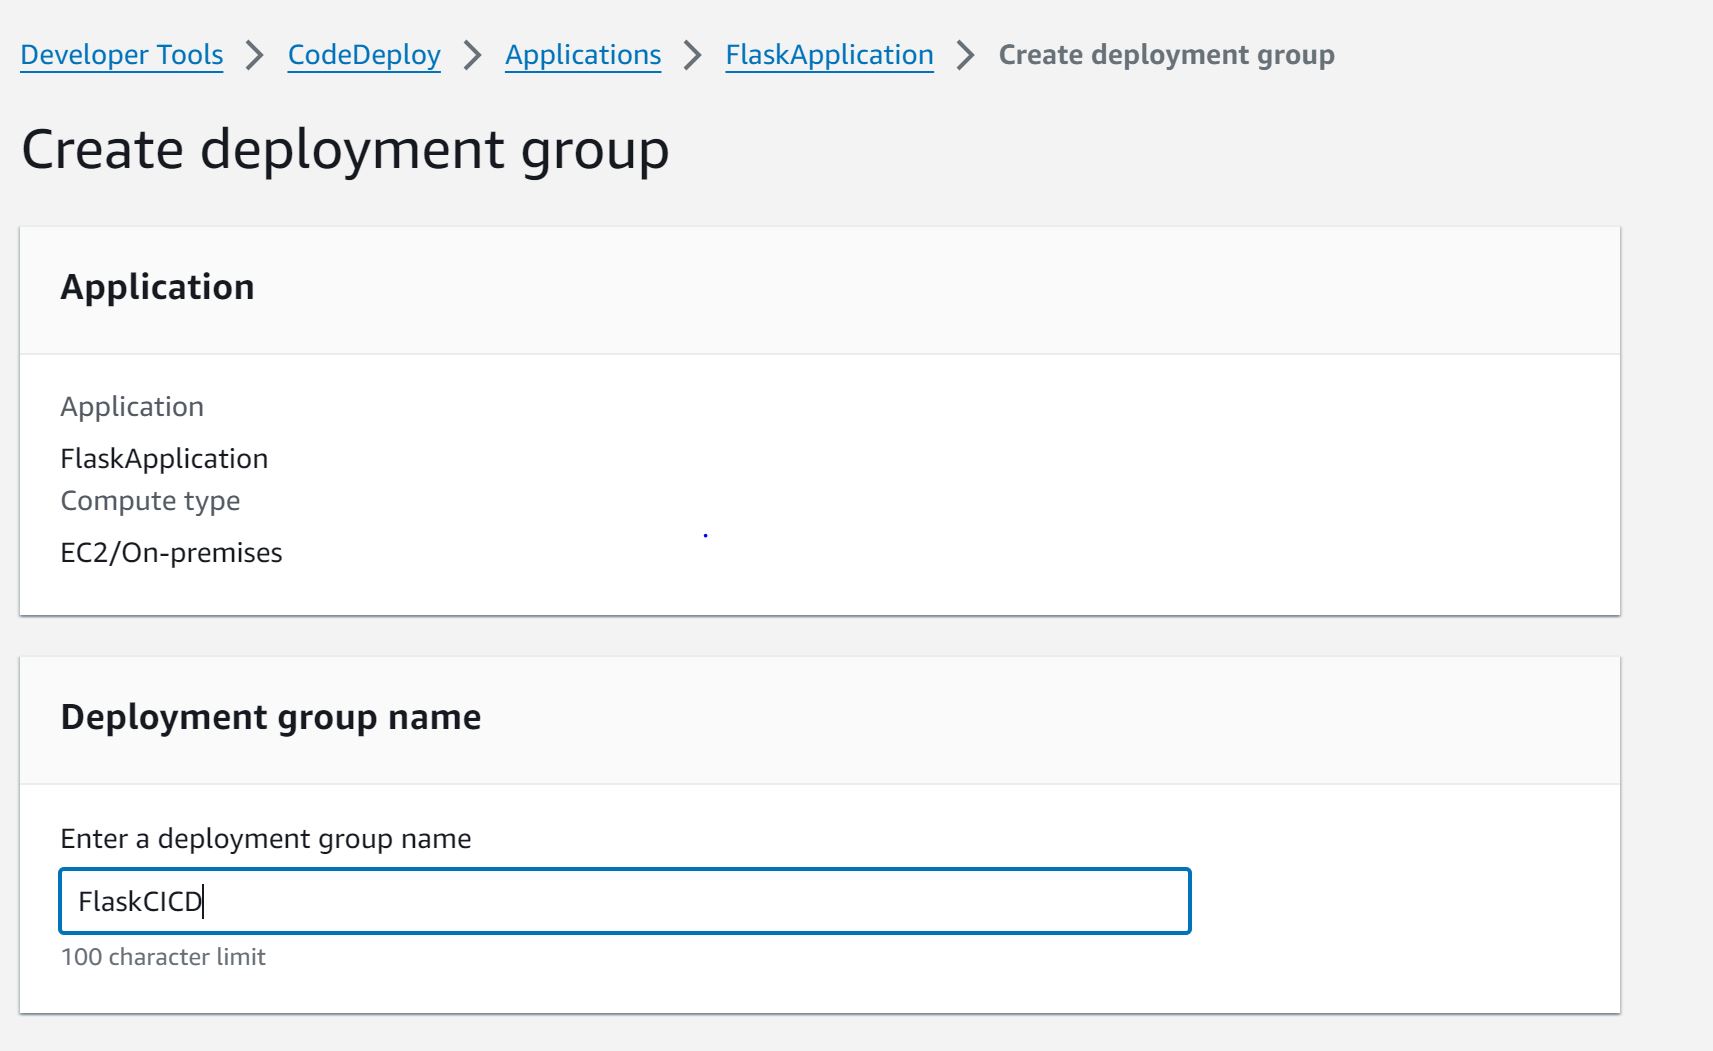 Developer Tools > CodeDeploy > Applications > FlaskApplication > Create deployment group
Create deployment group
Application
Application
FlaskApplication
Compute type
EC2/On-premises
Deployment group name
Enter a deployment group name
FlaskCICD
100 character limit